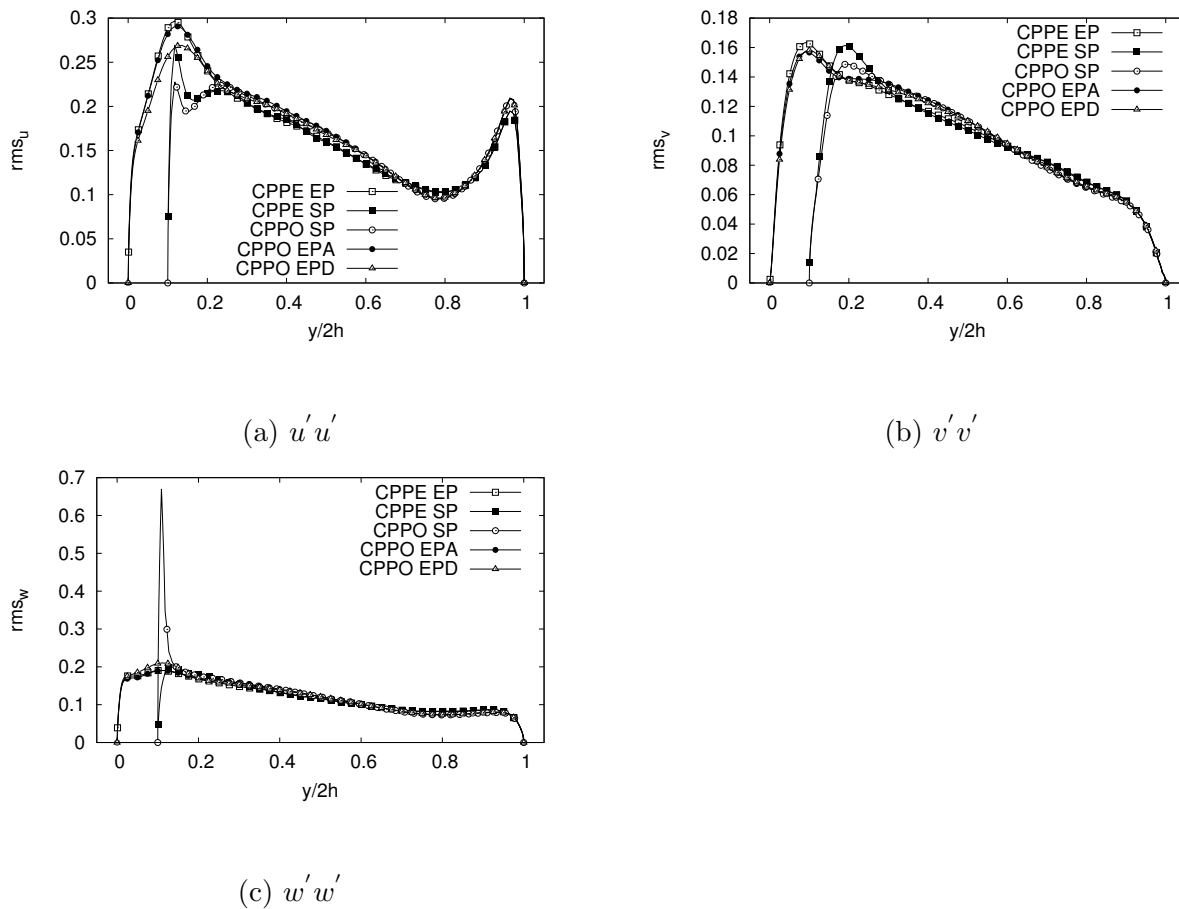 0.3
0.25
0.2
0.15
0.1
0.05
0
rms_u
0 0.2 0.4 0.6 0.8 1
y/2h
CPPE EP
CPPE SP
CPPO SP
CPPO EPA
CPPO EPD
(a) u'u'
0.18
0.16
0.14
0.12
0.1
0.08
0.06
0.04
0.02
0
rms_v
0 0.2 0.4 0.6 0.8 1
y/2h
CPPE EP
CPPE SP
CPPO SP
CPPO EPA
CPPO EPD
(b) v'v'
0.7
0.6
0.5
0.4
0.3
0.2
0.1
0
rms_w
0 0.2 0.4 0.6 0.8 1
y/2h
CPPE EP
CPPE SP
CPPO SP
CPPO EPA
CPPO EPD
(c) w'w'